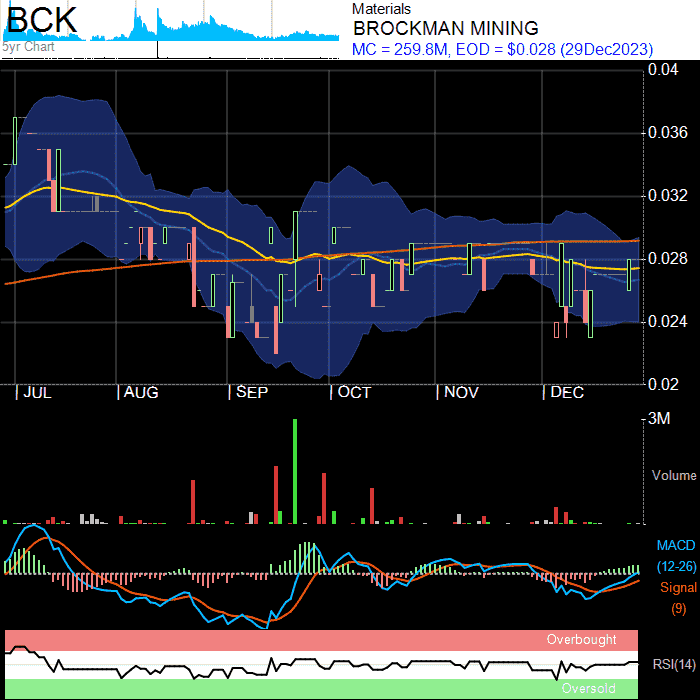 BCK
5yr Chart
Materials
BROCKMAN MINING
MC = 259.8M, EOD = $0.028 (29Dec2023)
0.04
0.036
0.032
0.028
0.024
0.02
JUL AUG SEP OCT NOV DEC
3M
Volume
MACD
(12-26)
Signal
(9)
Overbought
RSI(14)
Oversold